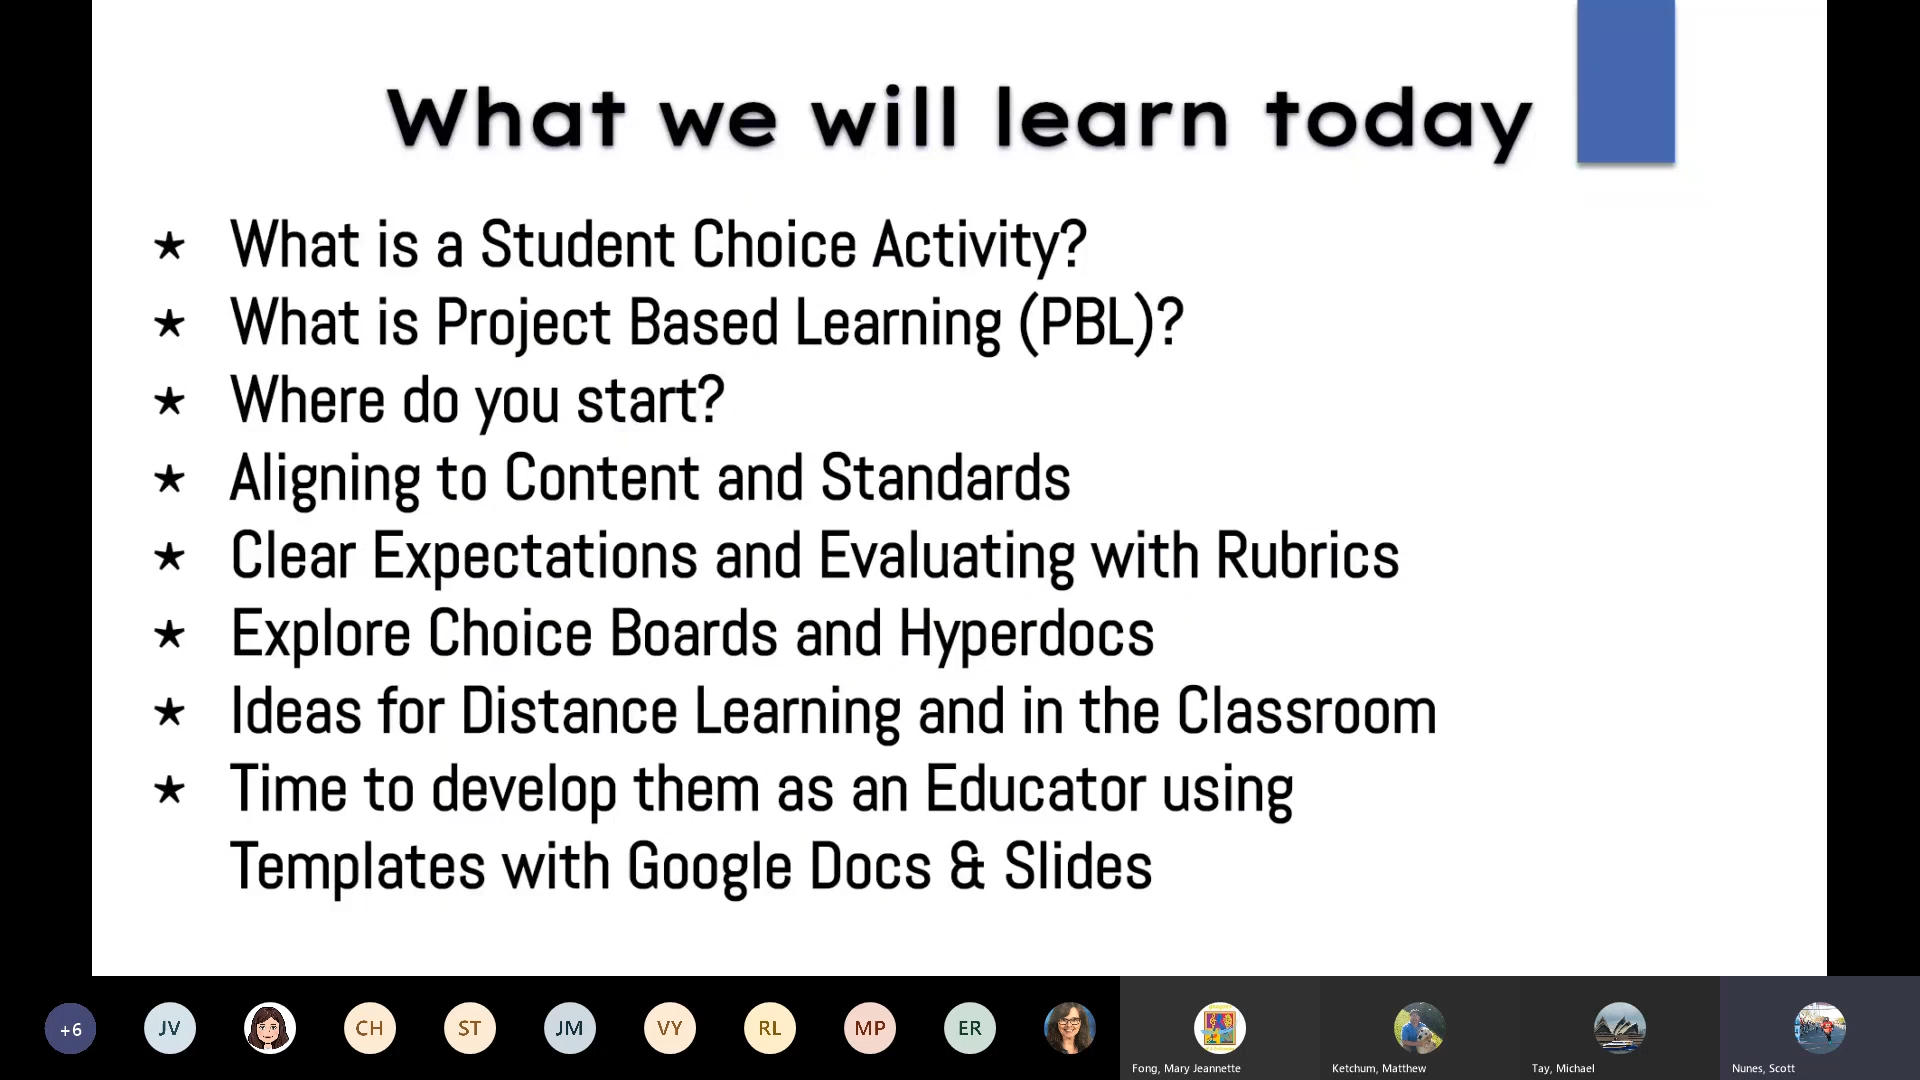 What we will learn today
★ What is a Student Choice Activity?
★ What is Project Based Learning (PBL)?
★ Where do you start?
★ Aligning to Content and Standards
★ Clear Expectations and Evaluating with Rubrics
★ Explore Choice Boards and Hyperdocs
★ Ideas for Distance Learning and in the Classroom
★ Time to develop them as an Educator using
Templates with Google Docs & Slides
+6 JV CH ST JM VY RL MP ER
Fong, Mary Jeannette Ketchum, Matthew Tay, Michael Nunes, Scott